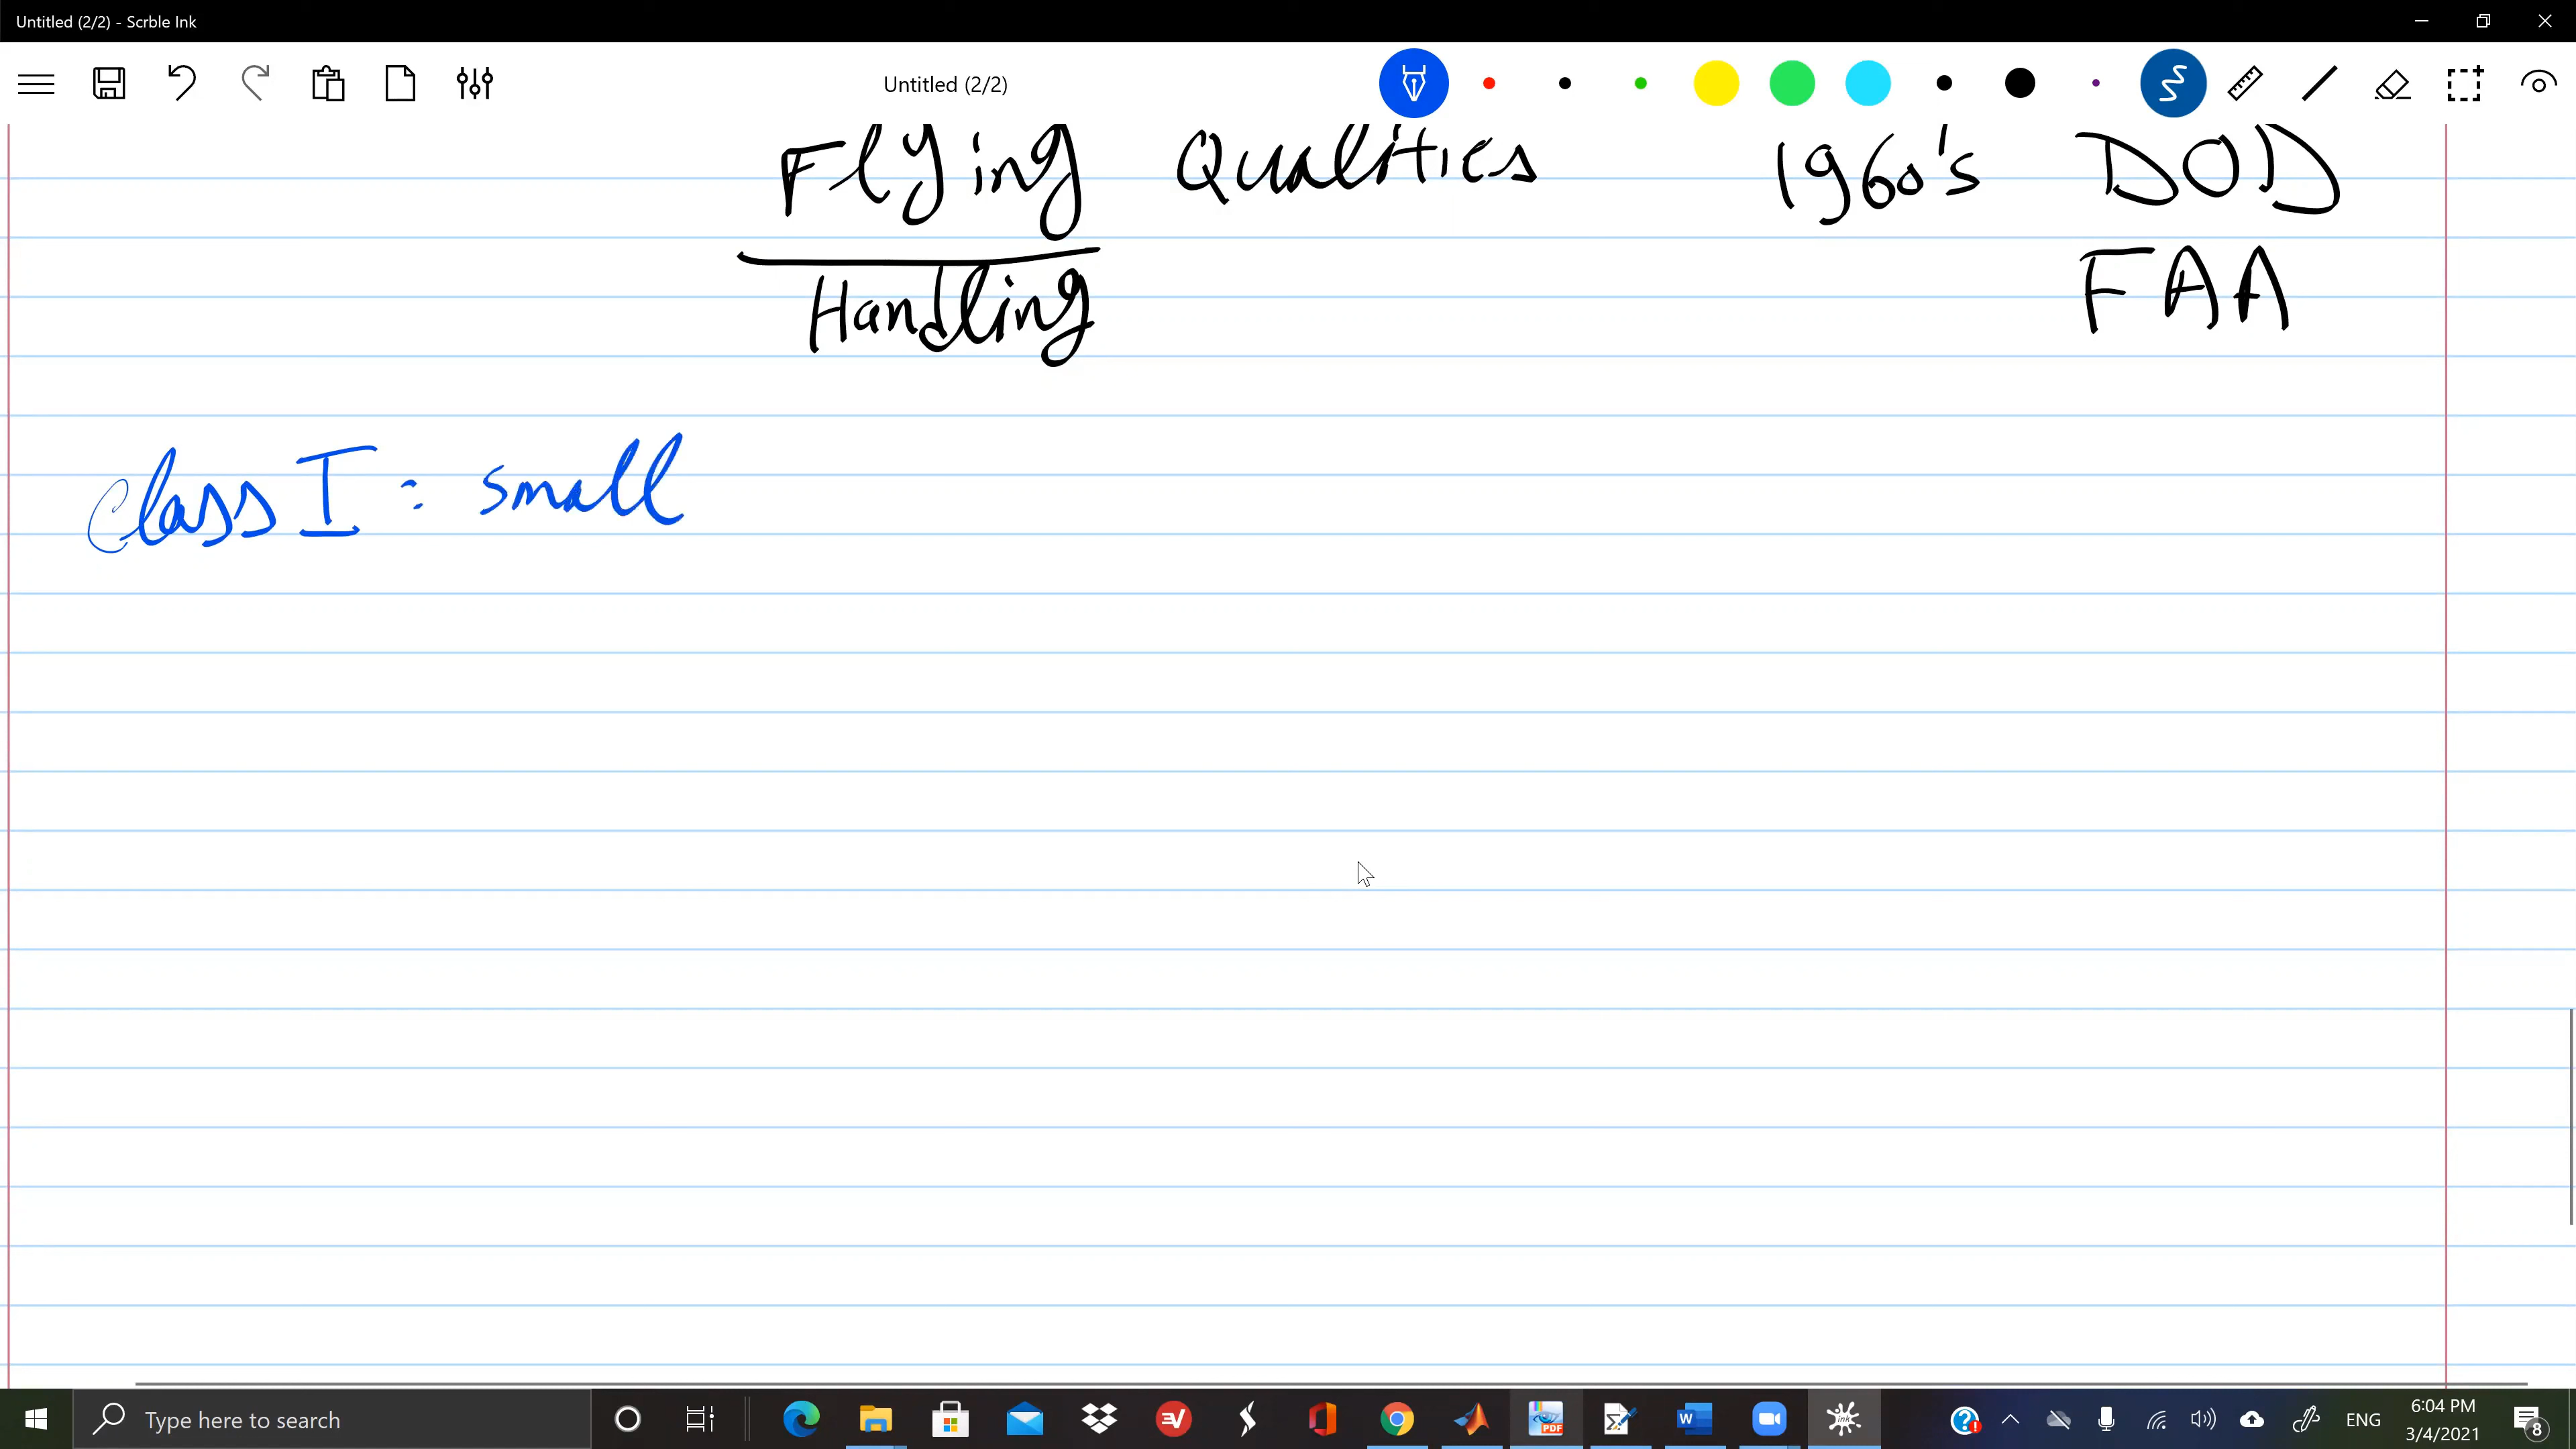 Untitled (2/2) - Scrble Ink
Untitled (2/2)
Flying Qualities 1960's DOD
Handling FAA
Class I : small
Type here to search
ENG
6:04 PM
3/4/2021
8